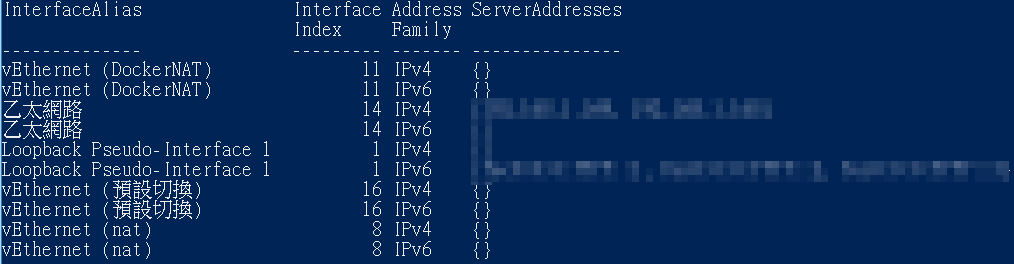 InterfaceAlias Interface Address ServerAddresses
Index Family
-------------- --------- ------- ---------------
vEthernet (DockerNAT) 11 IPv4 {}
vEthernet (DockerNAT) 11 IPv6 {}
乙太網路 14 IPv4
乙太網路 14 IPv6
Loopback Pseudo-Interface 1 1 IPv4
Loopback Pseudo-Interface 1 1 IPv6
vEthernet (預設切換) 16 IPv4 {}
vEthernet (預設切換) 16 IPv6 {}
vEthernet (nat) 8 IPv4 {}
vEthernet (nat) 8 IPv6 {}